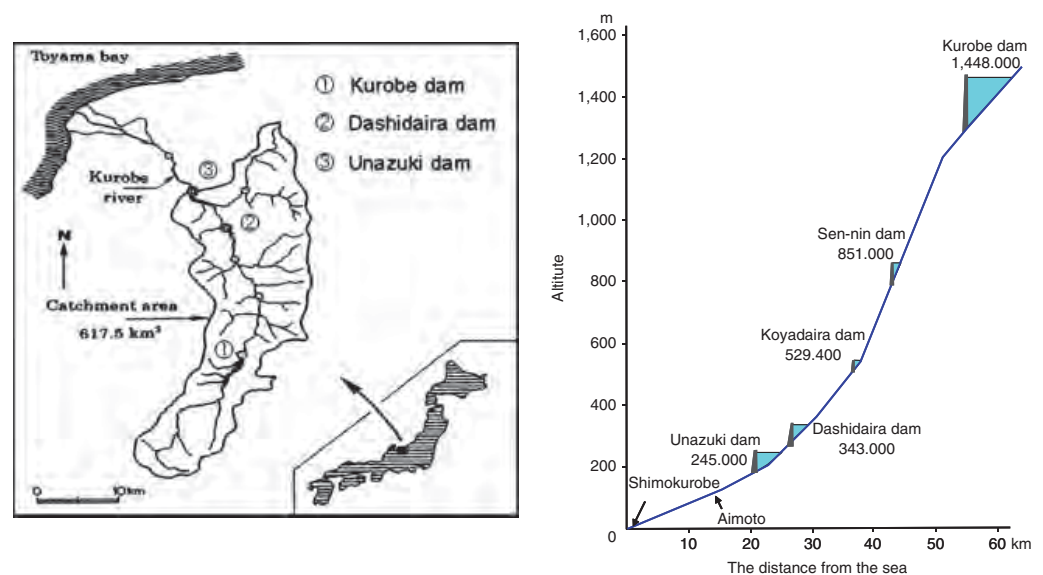 Toyama bay
① Kurobe dam
② Dashidaira dam
③ Unazuki dam
③
Kurobe
river
②
N
Catchment area
617.5 km²
①
0 10km
m
1,600
1,400
1,200
1,000
800
600
400
200
0
Altitute
Kurobe dam
1,448.000
Sen-nin dam
851.000
Koyadaira dam
529.400
Dashidaira dam
343.000
Unazuki dam
245.000
Shimokurobe
Aimoto
10 20 30 40 50 60 km
The distance from the sea